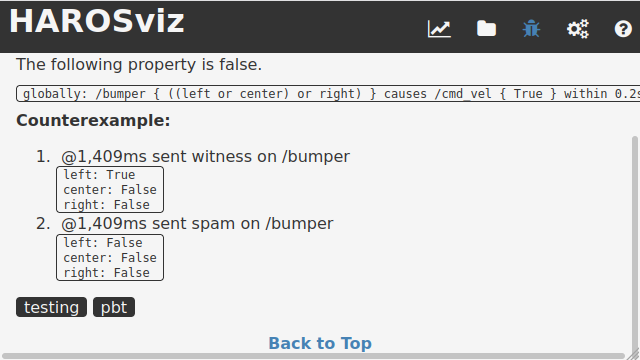 HAROSviz
The following property is false.
globally: /bumper { ((left or center) or right) } causes /cmd_vel { True } within 0.2s
Counterexample:
1. @1,409ms sent witness on /bumper
left: True
center: False
right: False
2. @1,409ms sent spam on /bumper
left: False
center: False
right: False
testing pbt
Back to Top